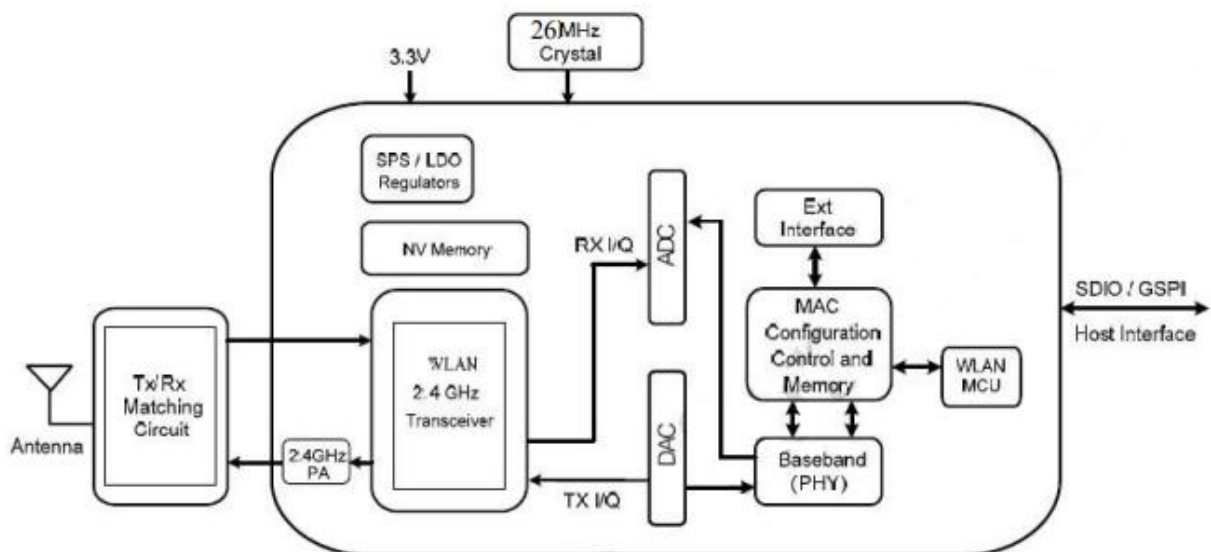 26MHz
Crystal
3.3V
SPS / LDO
Regulators
NV Memory
RX I/Q
ADC
Ext
Interface
MAC
Configuration
Control and
Memory
WLAN
MCU
SDIO / GSPI
Host Interface
Tx/Rx
Matching
Circuit
Antenna
WLAN
2.4 GHz
Transceiver
2.4GHz
PA
TX I/Q
DAC
Baseband
(PHY)